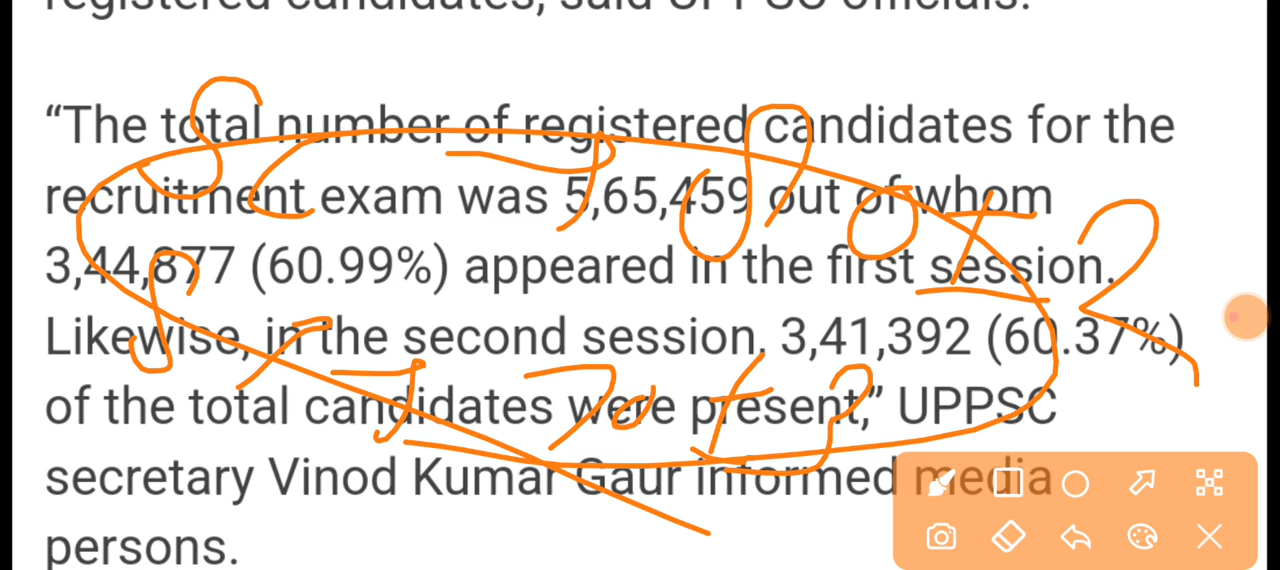 registered candidates, said UPPSC officials.
“The total number of registered candidates for the
recruitment exam was 5,65,459 out of whom
3,44,877 (60.99%) appeared in the first session.
Likewise, in the second session, 3,41,392 (60.37%)
of the total candidates were present,” UPPSC
secretary Vinod Kumar Gaur informed media
persons.